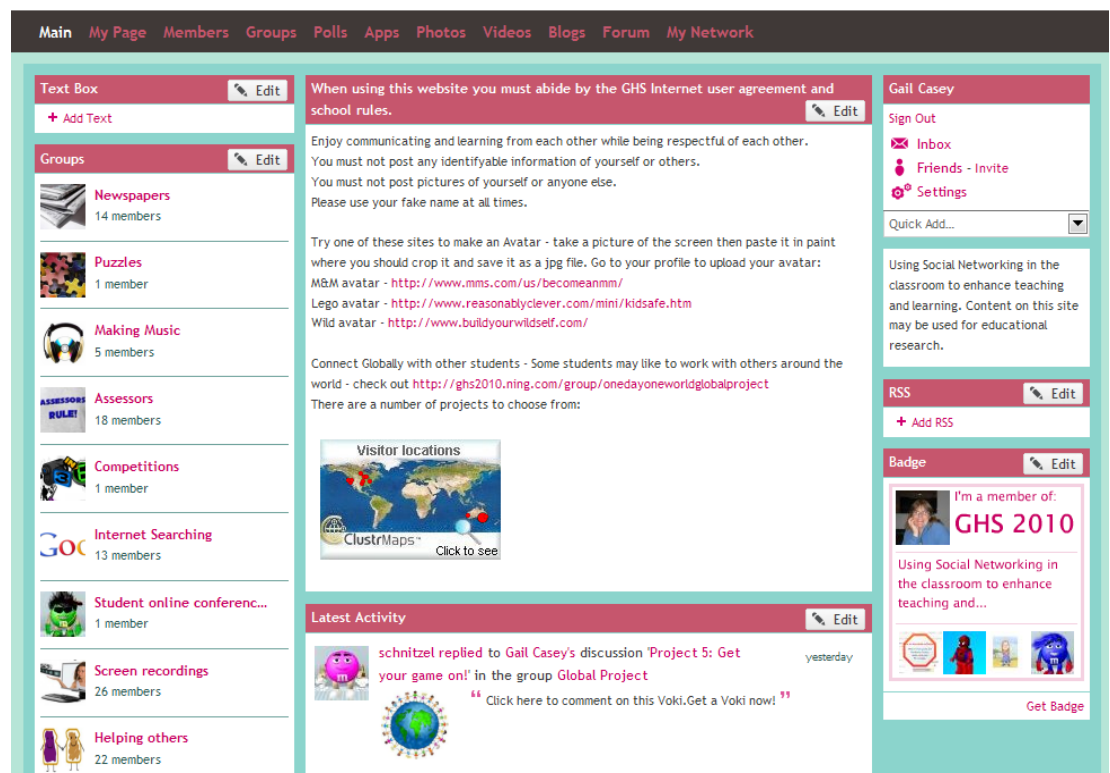 Main My Page Members Groups Polls Apps Photos Videos Blogs Forum My Network
Text Box
Edit
+ Add Text
Groups
Edit
Newspapers
14 members
Puzzles
1 member
Making Music
5 members
ASSESSORS
RULE!
Assessors
18 members
Competitions
1 member
Goo
Internet Searching
13 members
Student online conferenc...
1 member
Screen recordings
26 members
Helping others
22 members
When using this website you must abide by the GHS Internet user agreement and
school rules.
Edit
Enjoy communicating and learning from each other while being respectful of each other.
You must not post any identifyable information of yourself or others.
You must not post pictures of yourself or anyone else.
Please use your fake name at all times.
Try one of these sites to make an Avatar - take a picture of the screen then paste it in paint
where you should crop it and save it as a jpg file. Go to your profile to upload your avatar:
M&M avatar - http://www.mms.com/us/becomeanmm/
Lego avatar - http://www.reasonablyclever.com/mini/kidsafe.htm
Wild avatar - http://www.buildyourwildself.com/
Connect Globally with other students - Some students may like to work with others around the
world - check out http://ghs2010.ning.com/group/onedayoneworldglobalproject
There are a number of projects to choose from:
Visitor locations
ClustrMaps™
Click to see
Latest Activity
Edit
schnitzel replied to Gail Casey's discussion 'Project 5: Get
your game on!' in the group Global Project
yesterday
“ Click here to comment on this Voki.Get a Voki now! ”
Gail Casey
Sign Out
Inbox
Friends - Invite
Settings
Quick Add...
Using Social Networking in the
classroom to enhance teaching
and learning. Content on this site
may be used for educational
research.
RSS
Edit
+ Add RSS
Badge
Edit
I'm a member of:
GHS 2010
Using Social Networking in
the classroom to enhance
teaching and...
Get Badge